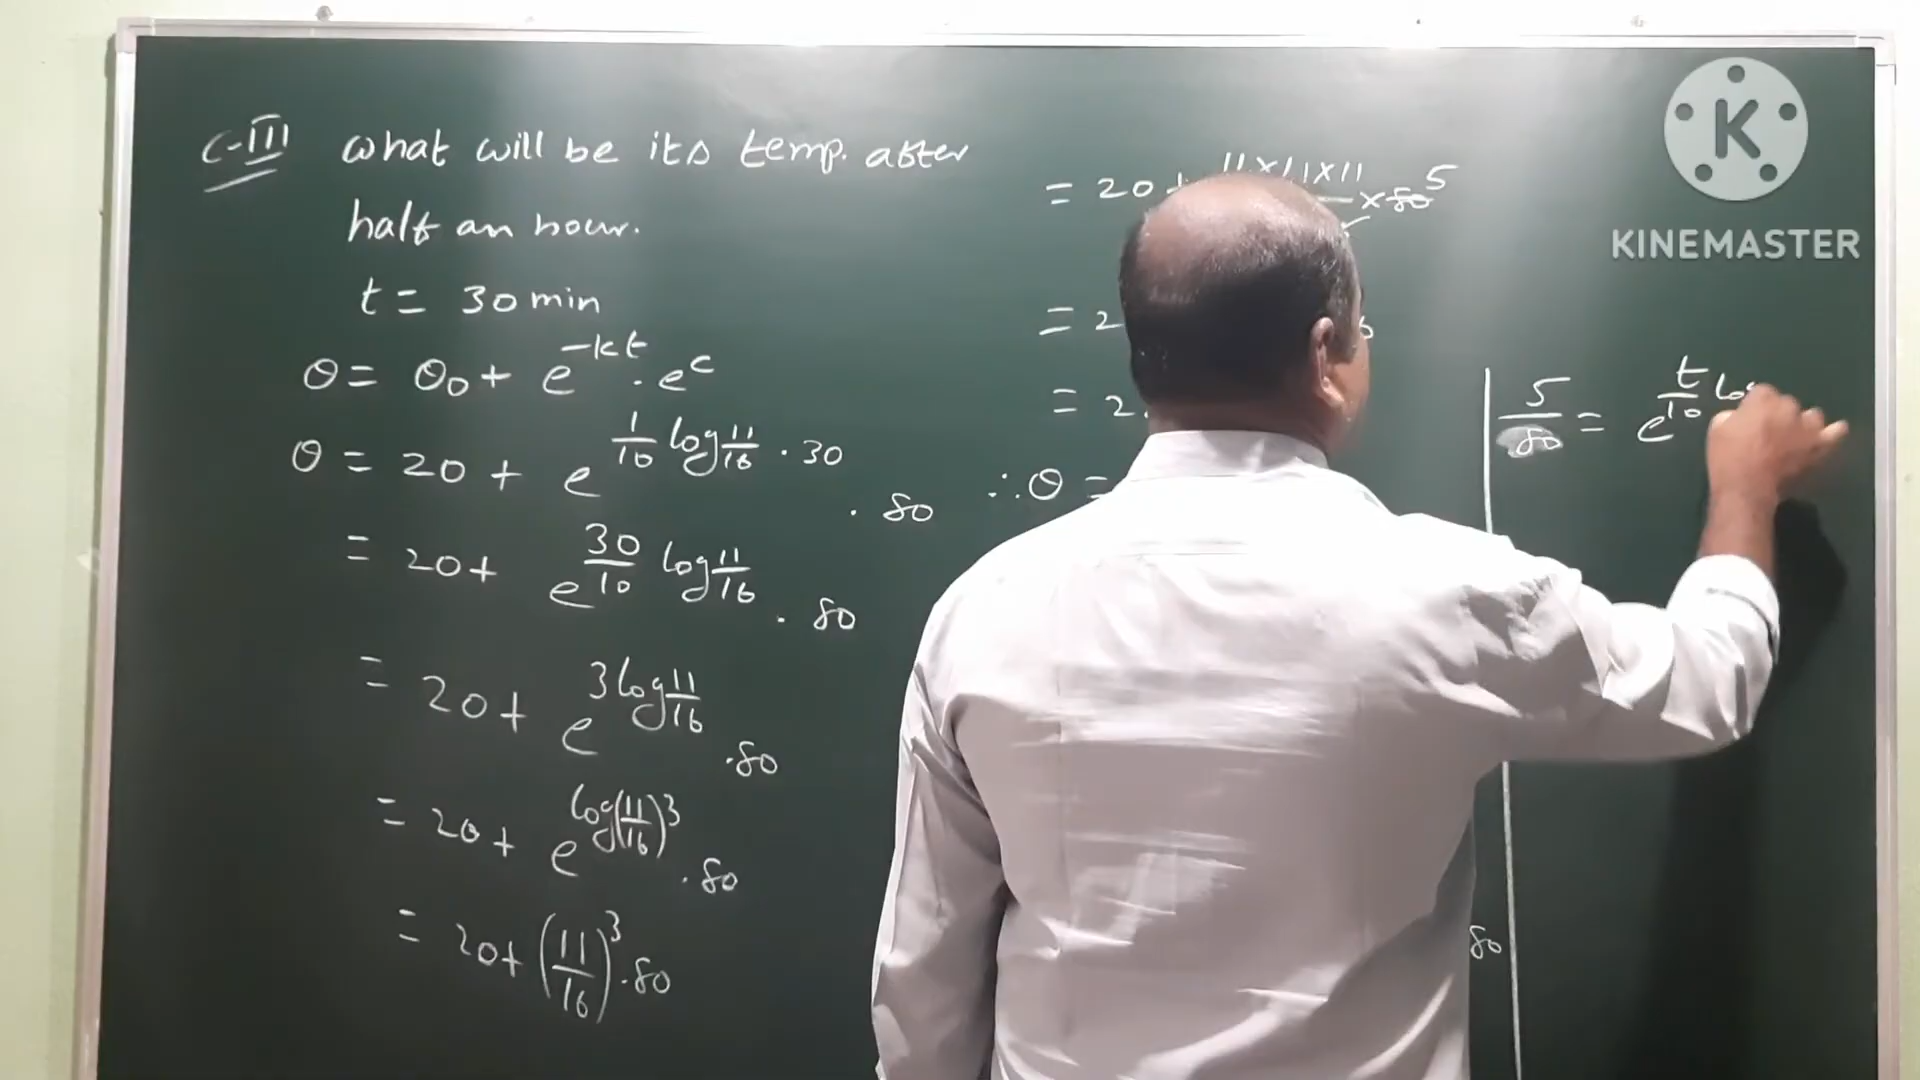 C-III what will be its temp. after
half an hour.
t = 30 min
θ = θ₀ + e^{-kt} · e^c
θ = 20 + e^{1/10 log 11/16 · 30} · 80
= 20 + e^{30/10 log 11/16} · 80
= 20 + e^{3 log 11/16} · 80
= 20 + e^{log(11/16)^3} · 80
= 20 + (11/16)^3 · 80
= 20 + 11×11×11 × 80 5
= 2
= 2.
∴ θ =
80
5/80 = e^{t/10 lo
K
KINEMASTER